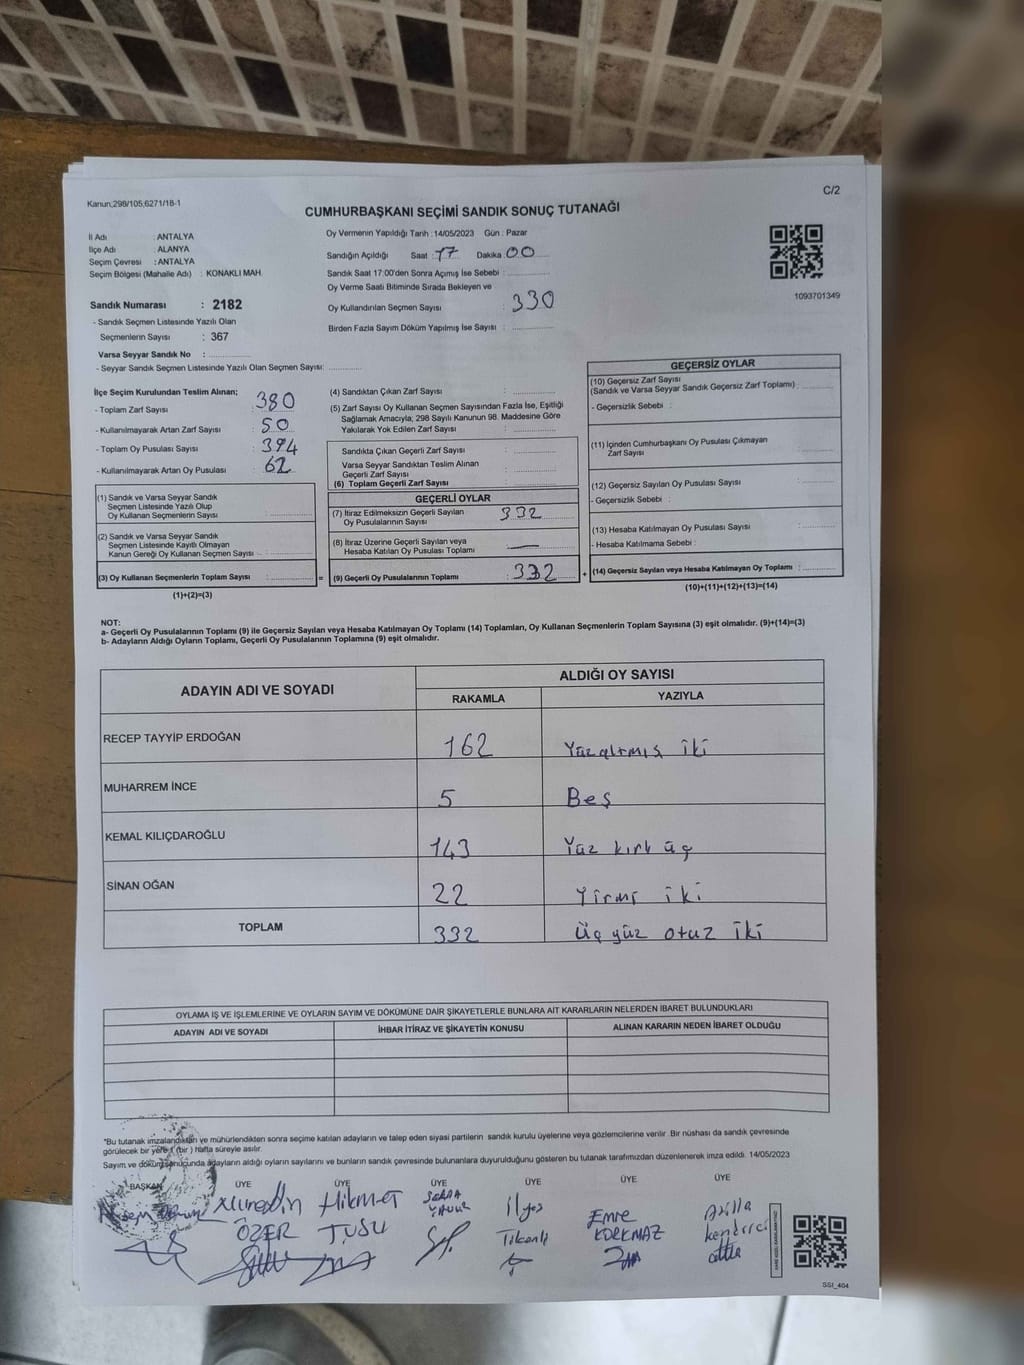 C/2
Kanun;298/105;6271/18-1
CUMHURBAŞKANI SEÇİMİ SANDIK SONUÇ TUTANAĞI
İl Adı : ANTALYA
İlçe Adı : ALANYA
Seçim Çevresi : ANTALYA
Seçim Bölgesi (Mahalle Adı) : KONAKLI MAH.
Oy Vermenin Yapıldığı Tarih :14/05/2023 Gün : Pazar
Sandığın Açıldığı Saat : 17 Dakika : 00
Sandık Saat 17:00'den Sonra Açımış İse Sebebi :
Oy Verme Saati Bitiminde Sırada Bekleyen ve
Oy Kullandırılan Seçmen Sayısı : 330
Birden Fazla Sayım Döküm Yapılmış İse Sayısı :
1093701349
Sandık Numarası : 2182
- Sandık Seçmen Listesinde Yazılı Olan
Seçmenlerin Sayısı : 367
Varsa Seyyar Sandık No :
- Seyyar Sandık Seçmen Listesinde Yazılı Olan Seçmen Sayısı:
İlçe Seçim Kurulundan Teslim Alınan;
- Toplam Zarf Sayısı : 380
- Kullanılmayarak Artan Zarf Sayısı : 50
- Toplam Oy Pusulası Sayısı : 394
- Kullanılmayarak Artan Oy Pusulası : 62
(1) Sandık ve Varsa Seyyar Sandık
Seçmen Listesinde Yazılı Olup
Oy Kullanan Seçmenlerin Sayısı :
(2) Sandık ve Varsa Seyyar Sandık
Seçmen Listesinde Kayıtlı Olmayan
Kanun Gereği Oy Kullanan Seçmen Sayısı :
(3) Oy Kullanan Seçmenlerin Toplam Sayısı : =
(1)+(2)=(3)
(4) Sandıktan Çıkan Zarf Sayısı :
(5) Zarf Sayısı Oy Kullanan Seçmen Sayısından Fazla İse, Eşitliği
Sağlamak Amacıyla, 298 Sayılı Kanunun 98. Maddesine Göre
Yakılarak Yok Edilen Zarf Sayısı :
Sandıkta Çıkan Geçerli Zarf Sayısı :
Varsa Seyyar Sandıktan Teslim Alınan
Geçerli Zarf Sayısı :
(6) Toplam Geçerli Zarf Sayısı :
GEÇERLİ OYLAR
(7) İtiraz Edilmeksizin Geçerli Sayılan
Oy Pusulalarının Sayısı : 332
(8) İtiraz Üzerine Geçerli Sayılan veya
Hesaba Katılan Oy Pusulası Toplamı : —
(9) Geçerli Oy Pusulalarının Toplamı : 332 +
GEÇERSİZ OYLAR
(10) Geçersiz Zarf Sayısı
(Sandık ve Varsa Seyyar Sandık Geçersiz Zarf Toplamı) :
- Geçersizlik Sebebi :
(11) İçinden Cumhurbaşkanı Oy Pusulası Çıkmayan
Zarf Sayısı :
(12) Geçersiz Sayılan Oy Pusulası Sayısı :
- Geçersizlik Sebebi :
(13) Hesaba Katılmayan Oy Pusulası Sayısı :
- Hesaba Katılmama Sebebi :
(14) Geçersiz Sayılan veya Hesaba Katılmayan Oy Toplamı :
(10)+(11)+(12)+(13)=(14)
NOT:
a- Geçerli Oy Pusulalarının Toplamı (9) ile Geçersiz Sayılan veya Hesaba Katılmayan Oy Toplamı (14) Toplamları, Oy Kullanan Seçmenlerin Toplam Sayısına (3) eşit olmalıdır. (9)+(14)=(3)
b- Adayların Aldığı Oyların Toplamı, Geçerli Oy Pusulalarının Toplamına (9) eşit olmalıdır.
ADAYIN ADI VE SOYADI ALDIĞI OY SAYISI
RAKAMLA YAZIYLA
RECEP TAYYİP ERDOĞAN 162 Yüzaltmış iki
MUHARREM İNCE 5 Beş
KEMAL KILIÇDAROĞLU 143 Yüz kırk üç
SİNAN OĞAN 22 Yirmi iki
TOPLAM 332 Üç yüz otuz iki
OYLAMA İŞ VE İŞLEMLERİNE VE OYLARIN SAYIM VE DÖKÜMÜNE DAİR ŞİKAYETLERLE BUNLARA AİT KARARLARIN NELERDEN İBARET BULUNDUKLARI
ADAYIN ADI VE SOYADI İHBAR İTİRAZ VE ŞİKAYETİN KONUSU ALINAN KARARIN NEDEN İBARET OLDUĞU
"Bu tutanak imzalandıktan ve mühürlendikten sonra seçime katılan adayların ve talep eden siyasi partilerin sandık kurulu üyelerine veya gözlemcilerine verilir. Bir nüshası da sandık çevresinde
görülecek bir yere 1 (bir ) hafta süreyle asılır.
Sayım ve döküm sonucunda adayların aldığı oyların sayılarını ve bunların sandık çevresinde bulunanlara duyurulduğunu gösteren bu tutanak tarafımızdan düzenlenerek imza edildi. 14/05/2023
BAŞKAN ÜYE ÜYE ÜYE ÜYE ÜYE ÜYE
Nureddin Hikmet İlyas Emre Atilla
ÖZER TUSU Tikenli KORKMAZ
SSİ_404